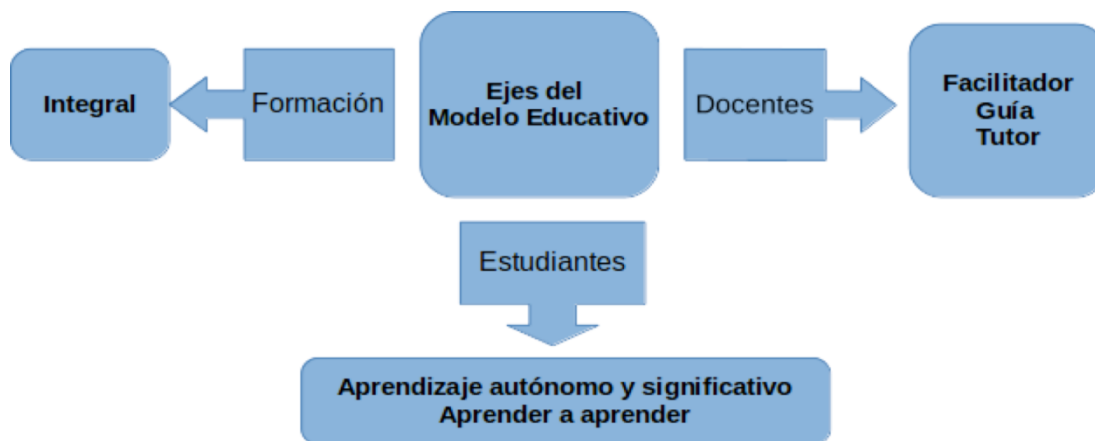 Integral
Formación
Ejes del
Modelo Educativo
Docentes
Facilitador
Guía
Tutor
Estudiantes
Aprendizaje autónomo y significativo
Aprender a aprender